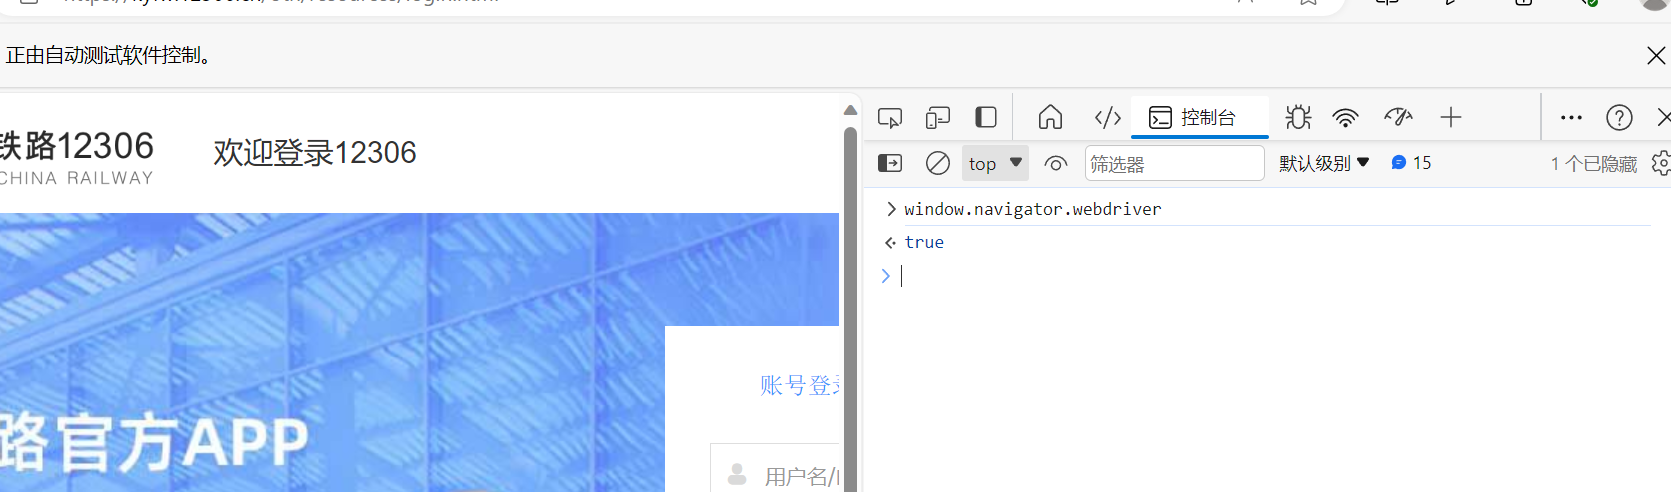 正由自动测试软件控制。
铁路12306
CHINA RAILWAY
欢迎登录12306
账号登录
用户名/
路官方APP
控制台
top
筛选器
默认级别
15
1 个已隐藏
window.navigator.webdriver
true